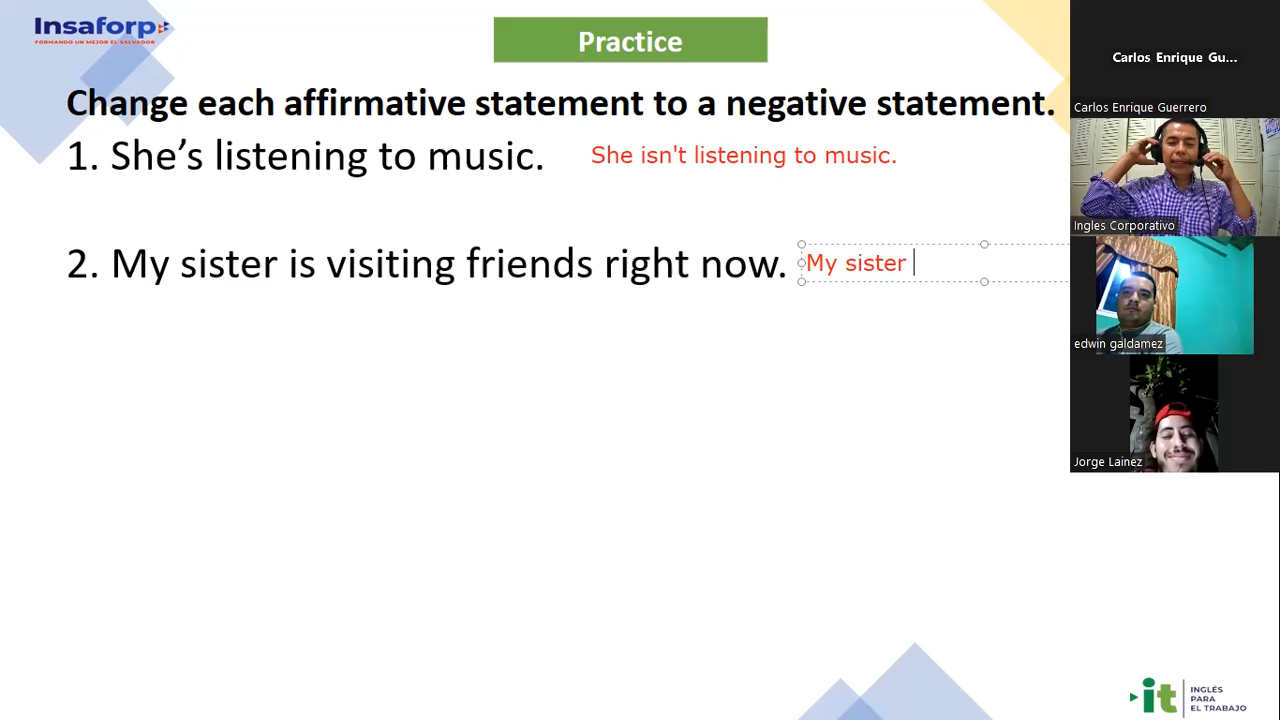 Insaforp
FORMANDO UN MEJOR EL SALVADOR
Practice
Change each affirmative statement to a negative statement.
1. She's listening to music. She isn't listening to music.
2. My sister is visiting friends right now. My sister
Carlos Enrique Gu...
Carlos Enrique Guerrero
Ingles Corporativo
edwin galdamez
Jorge Lainez
it
INGLÉS
PARA
EL TRABAJO